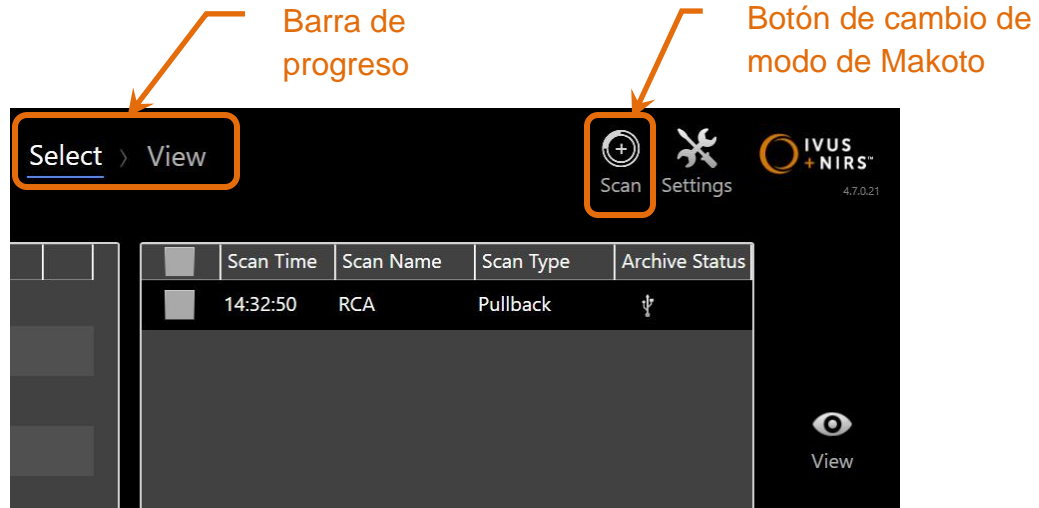 Barra de
progreso
Botón de cambio de
modo de Makoto
Select > View
Scan
Settings
IVUS
+NIRS™
4.7.0.21
Scan Time Scan Name Scan Type Archive Status
14:32:50 RCA Pullback
View